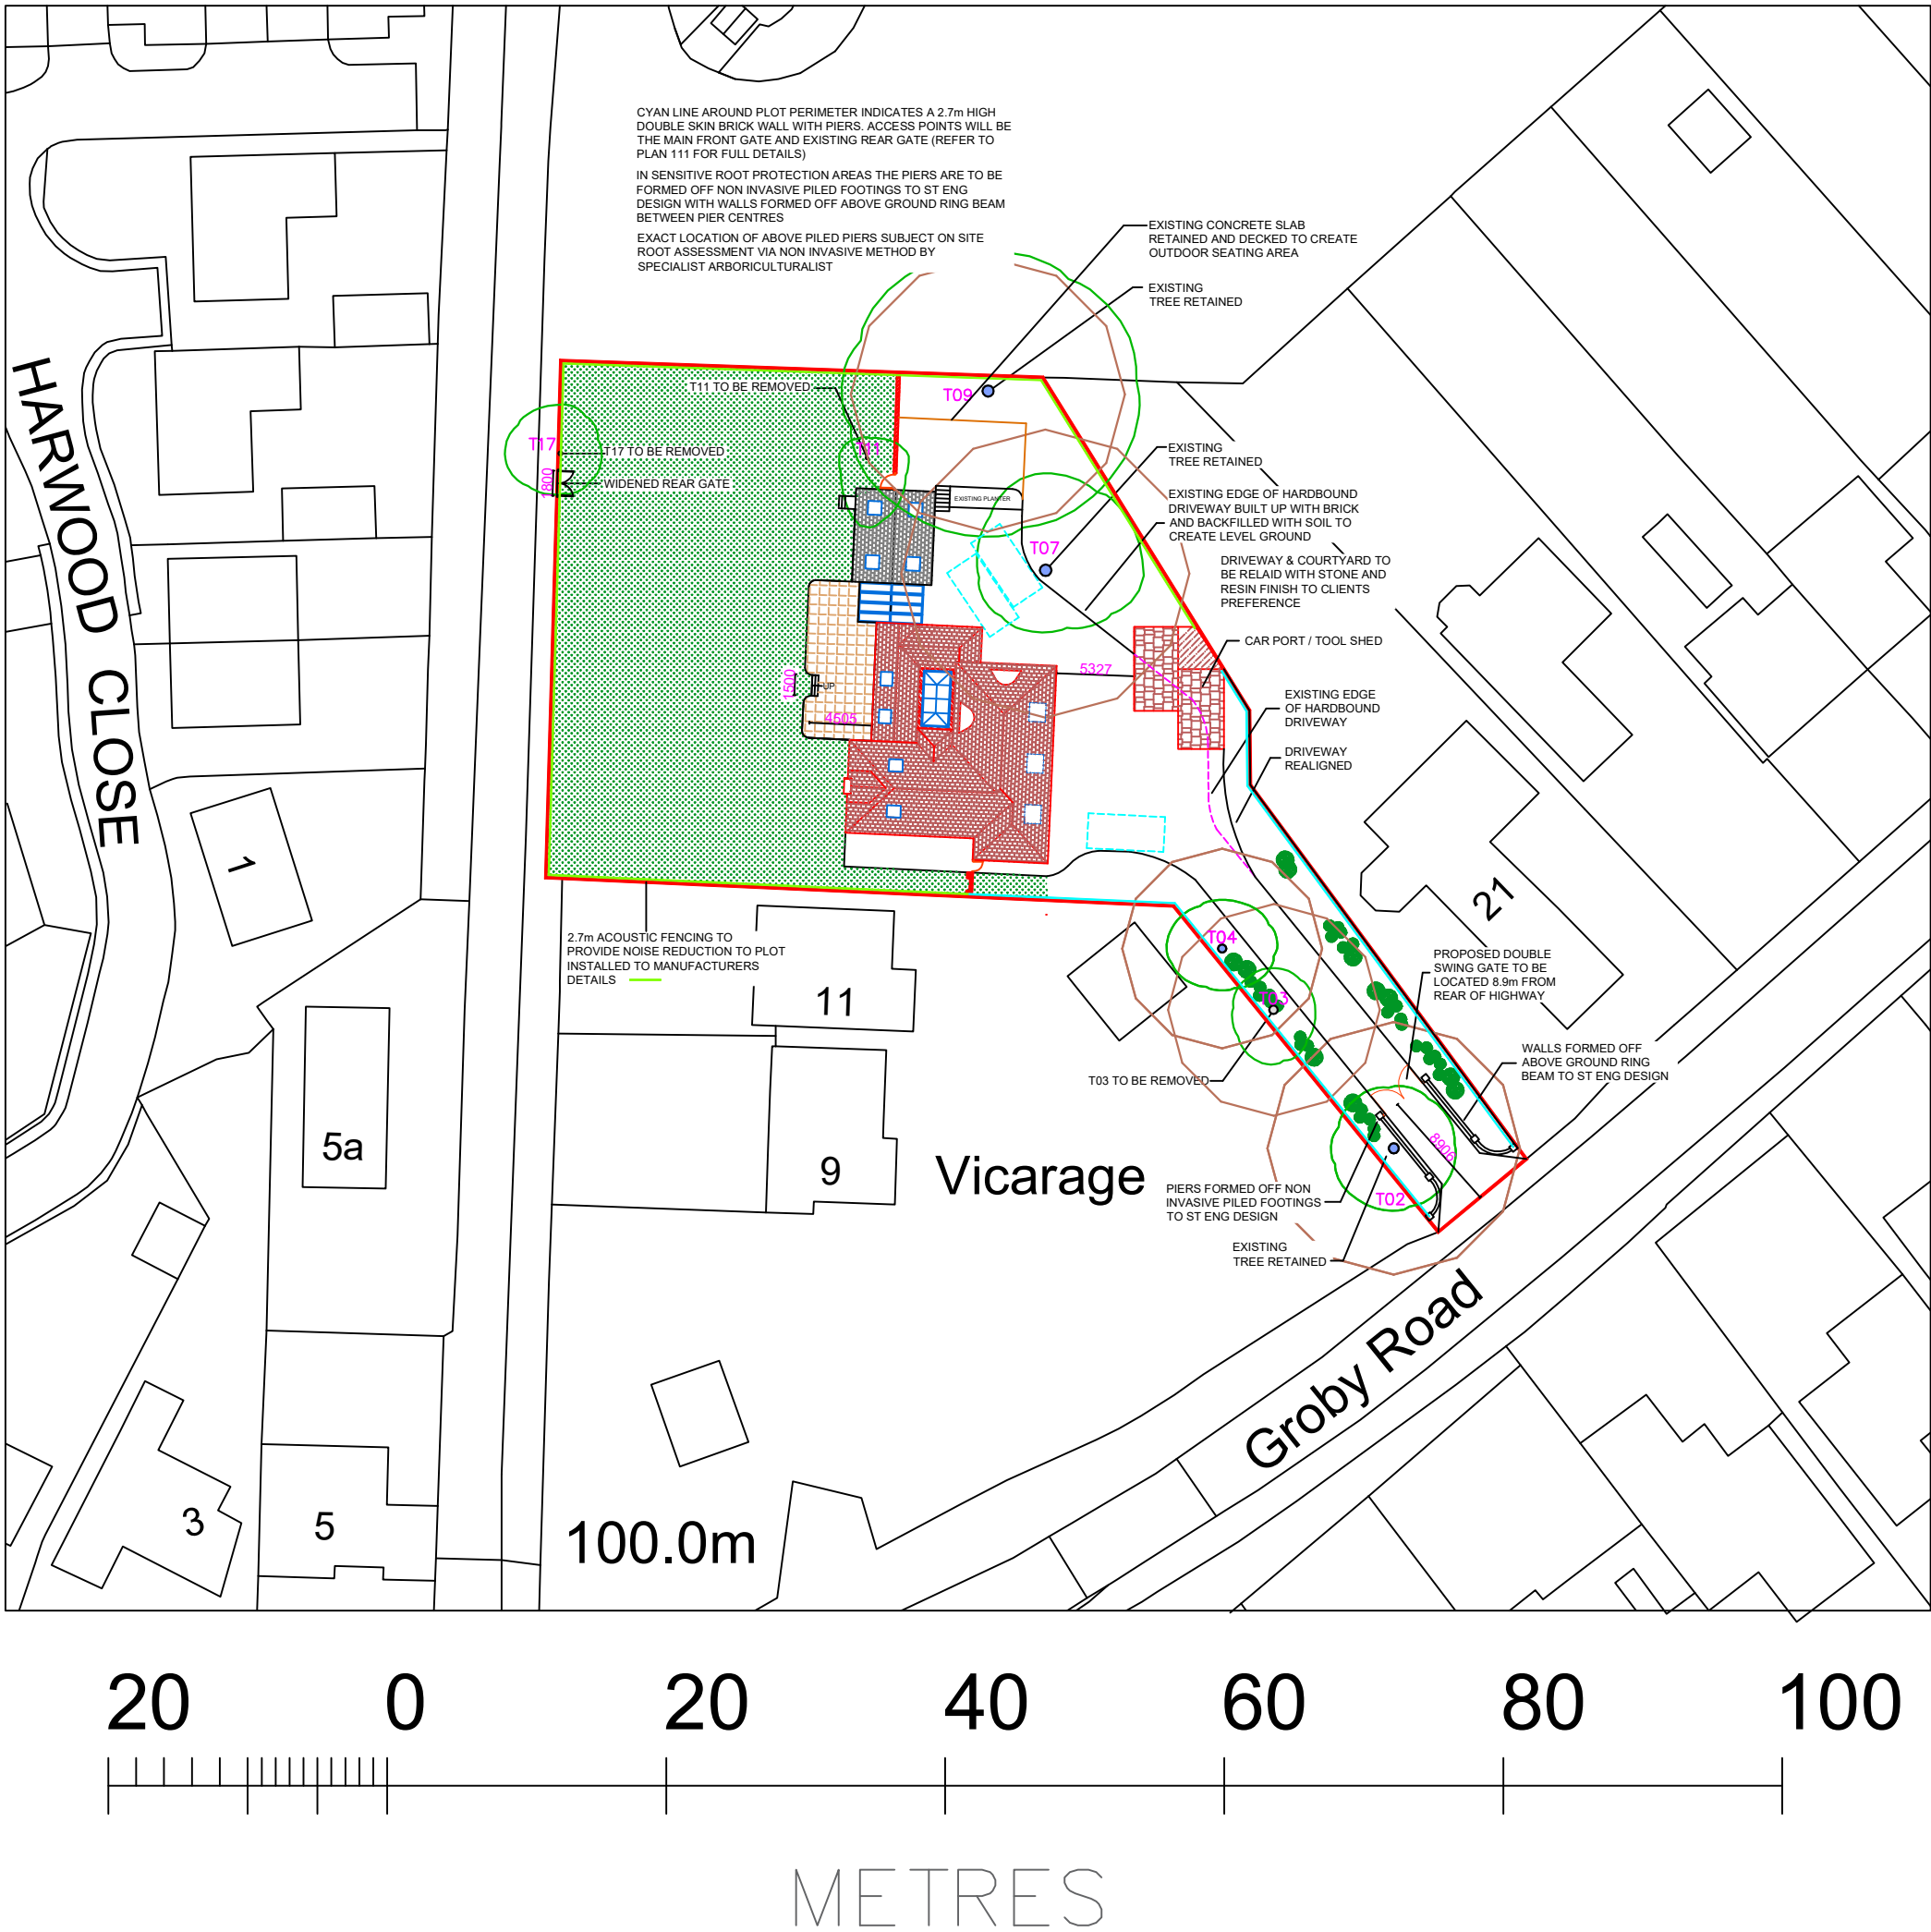 CYAN LINE AROUND PLOT PERIMETER INDICATES A 2.7m HIGH
DOUBLE SKIN BRICK WALL WITH PIERS. ACCESS POINTS WILL BE
THE MAIN FRONT GATE AND EXISTING REAR GATE (REFER TO
PLAN 111 FOR FULL DETAILS)
IN SENSITIVE ROOT PROTECTION AREAS THE PIERS ARE TO BE
FORMED OFF NON INVASIVE PILED FOOTINGS TO ST ENG
DESIGN WITH WALLS FORMED OFF ABOVE GROUND RING BEAM
BETWEEN PIER CENTRES
EXACT LOCATION OF ABOVE PILED PIERS SUBJECT ON SITE
ROOT ASSESSMENT VIA NON INVASIVE METHOD BY
SPECIALIST ARBORICULTURALIST
EXISTING CONCRETE SLAB
RETAINED AND DECKED TO CREATE
OUTDOOR SEATING AREA
EXISTING
TREE RETAINED
T11 TO BE REMOVED
T09
HARWOOD CLOSE
T17
T17 TO BE REMOVED
T11
1800
WIDENED REAR GATE
EXISTING PLANTER
EXISTING
TREE RETAINED
EXISTING EDGE OF HARDBOUND
DRIVEWAY BUILT UP WITH BRICK
AND BACKFILLED WITH SOIL TO
CREATE LEVEL GROUND
T07
DRIVEWAY & COURTYARD TO
BE RELAID WITH STONE AND
RESIN FINISH TO CLIENTS
PREFERENCE
CAR PORT / TOOL SHED
5327
1500
UP
4505
EXISTING EDGE
OF HARDBOUND
DRIVEWAY
DRIVEWAY
REALIGNED
1
21
2.7m ACOUSTIC FENCING TO
PROVIDE NOISE REDUCTION TO PLOT
INSTALLED TO MANUFACTURERS
DETAILS
11
T04
T03
PROPOSED DOUBLE
SWING GATE TO BE
LOCATED 8.9m FROM
REAR OF HIGHWAY
WALLS FORMED OFF
ABOVE GROUND RING
BEAM TO ST ENG DESIGN
T03 TO BE REMOVED
5a
9
Vicarage
8906
PIERS FORMED OFF NON
INVASIVE PILED FOOTINGS
TO ST ENG DESIGN
T02
EXISTING
TREE RETAINED
Groby Road
3
5
100.0m
20 0 20 40 60 80 100
METRES